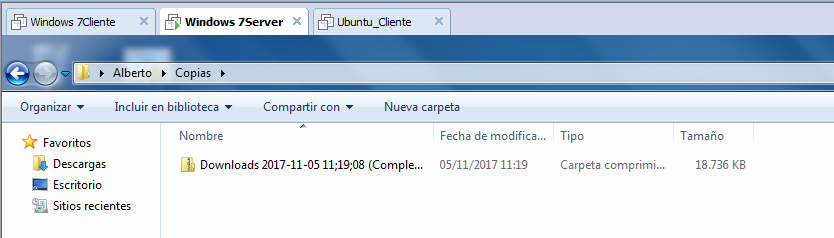 Windows 7Cliente Windows 7Server Ubuntu_Cliente
Alberto Copias
Organizar Incluir en biblioteca Compartir con Nueva carpeta
Nombre Fecha de modifica... Tipo Tamaño
Favoritos
Downloads 2017-11-05 11;19;08 (Comple... 05/11/2017 11:19 Carpeta comprimi... 18.736 KB
Descargas
Escritorio
Sitios recientes